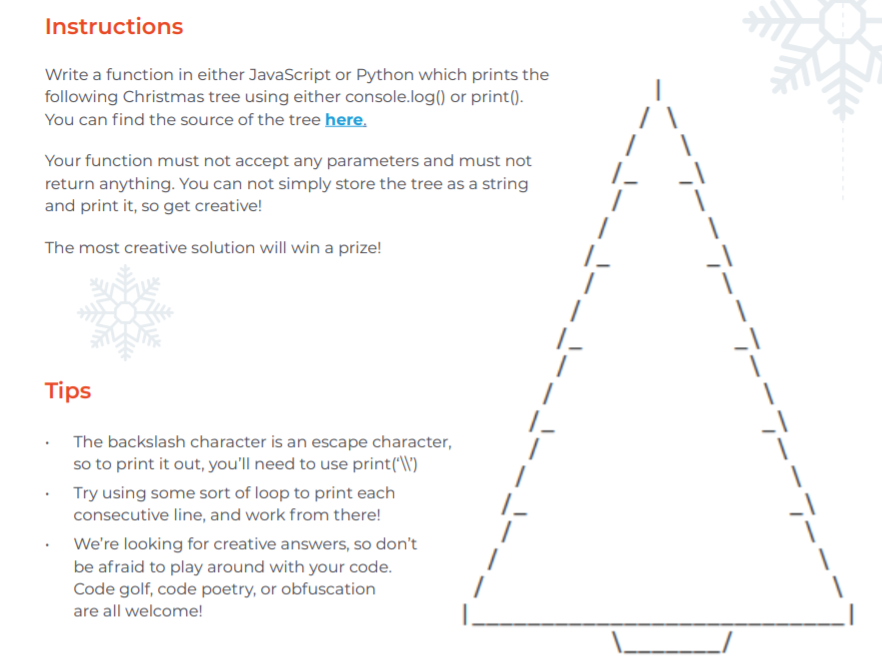 Instructions
Write a function in either JavaScript or Python which prints the
following Christmas tree using either console.log() or print().
You can find the source of the tree here.
Your function must not accept any parameters and must not
return anything. You can not simply store the tree as a string
and print it, so get creative!
The most creative solution will win a prize!
Tips
• The backslash character is an escape character,
so to print it out, you’ll need to use print(‘\\’)
• Try using some sort of loop to print each
consecutive line, and work from there!
• We’re looking for creative answers, so don’t
be afraid to play around with your code.
Code golf, code poetry, or obfuscation
are all welcome!
              |
             / \
            /   \
           /_   _\
           /     \
          /       \
         /_       _\
         /         \
        /           \
       /_           _\
       /             \
      /               \
     /_               _\
     /                 \
    /                   \
   /_                   _\
   /                     \
  /                       \
 /                         \
|___________________________|
           \_______/